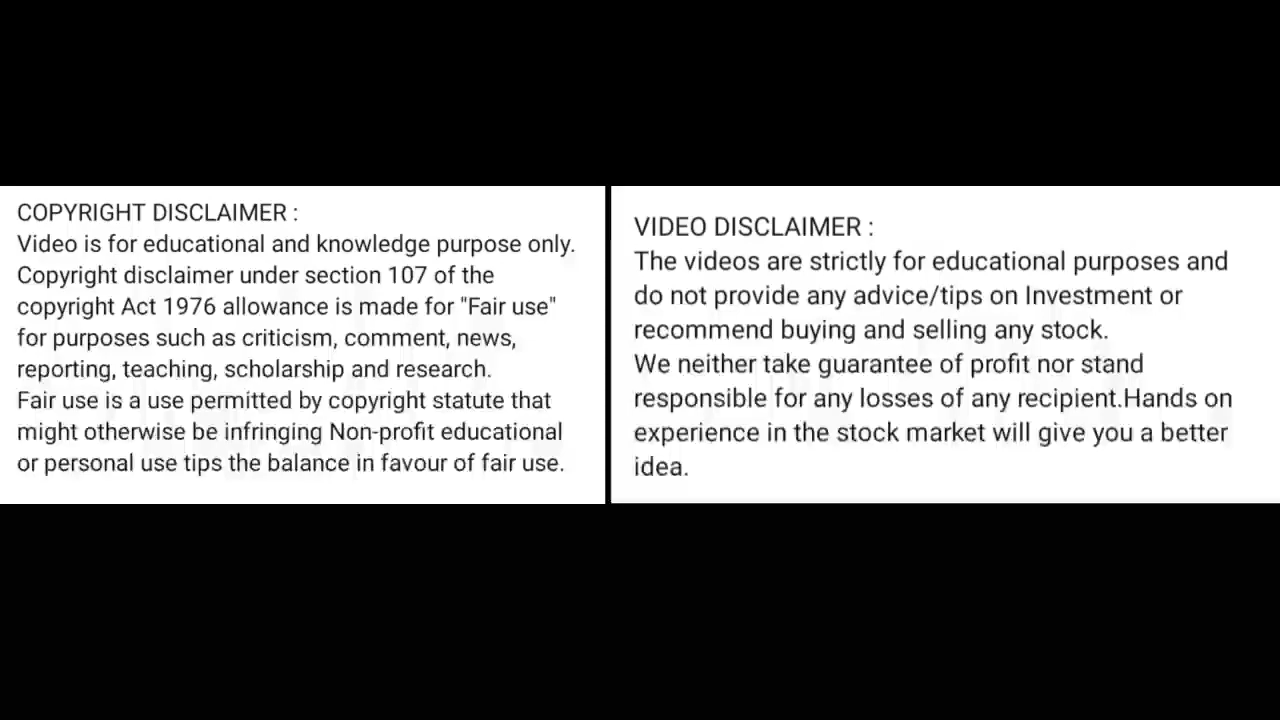 COPYRIGHT DISCLAIMER :
Video is for educational and knowledge purpose only.
Copyright disclaimer under section 107 of the
copyright Act 1976 allowance is made for "Fair use"
for purposes such as criticism, comment, news,
reporting, teaching, scholarship and research.
Fair use is a use permitted by copyright statute that
might otherwise be infringing Non-profit educational
or personal use tips the balance in favour of fair use.
VIDEO DISCLAIMER :
The videos are strictly for educational purposes and
do not provide any advice/tips on Investment or
recommend buying and selling any stock.
We neither take guarantee of profit nor stand
responsible for any losses of any recipient.Hands on
experience in the stock market will give you a better
idea.